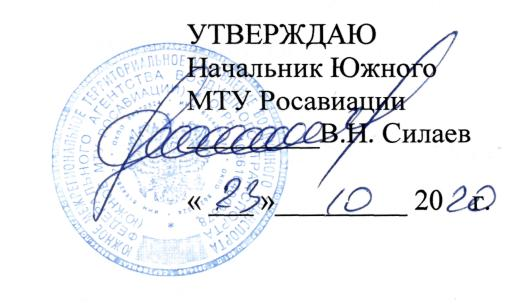 УТВЕРЖДАЮ
Начальник Южного
МТУ Росавиации
В.Н. Силаев
« 23 » 10 2020 г.